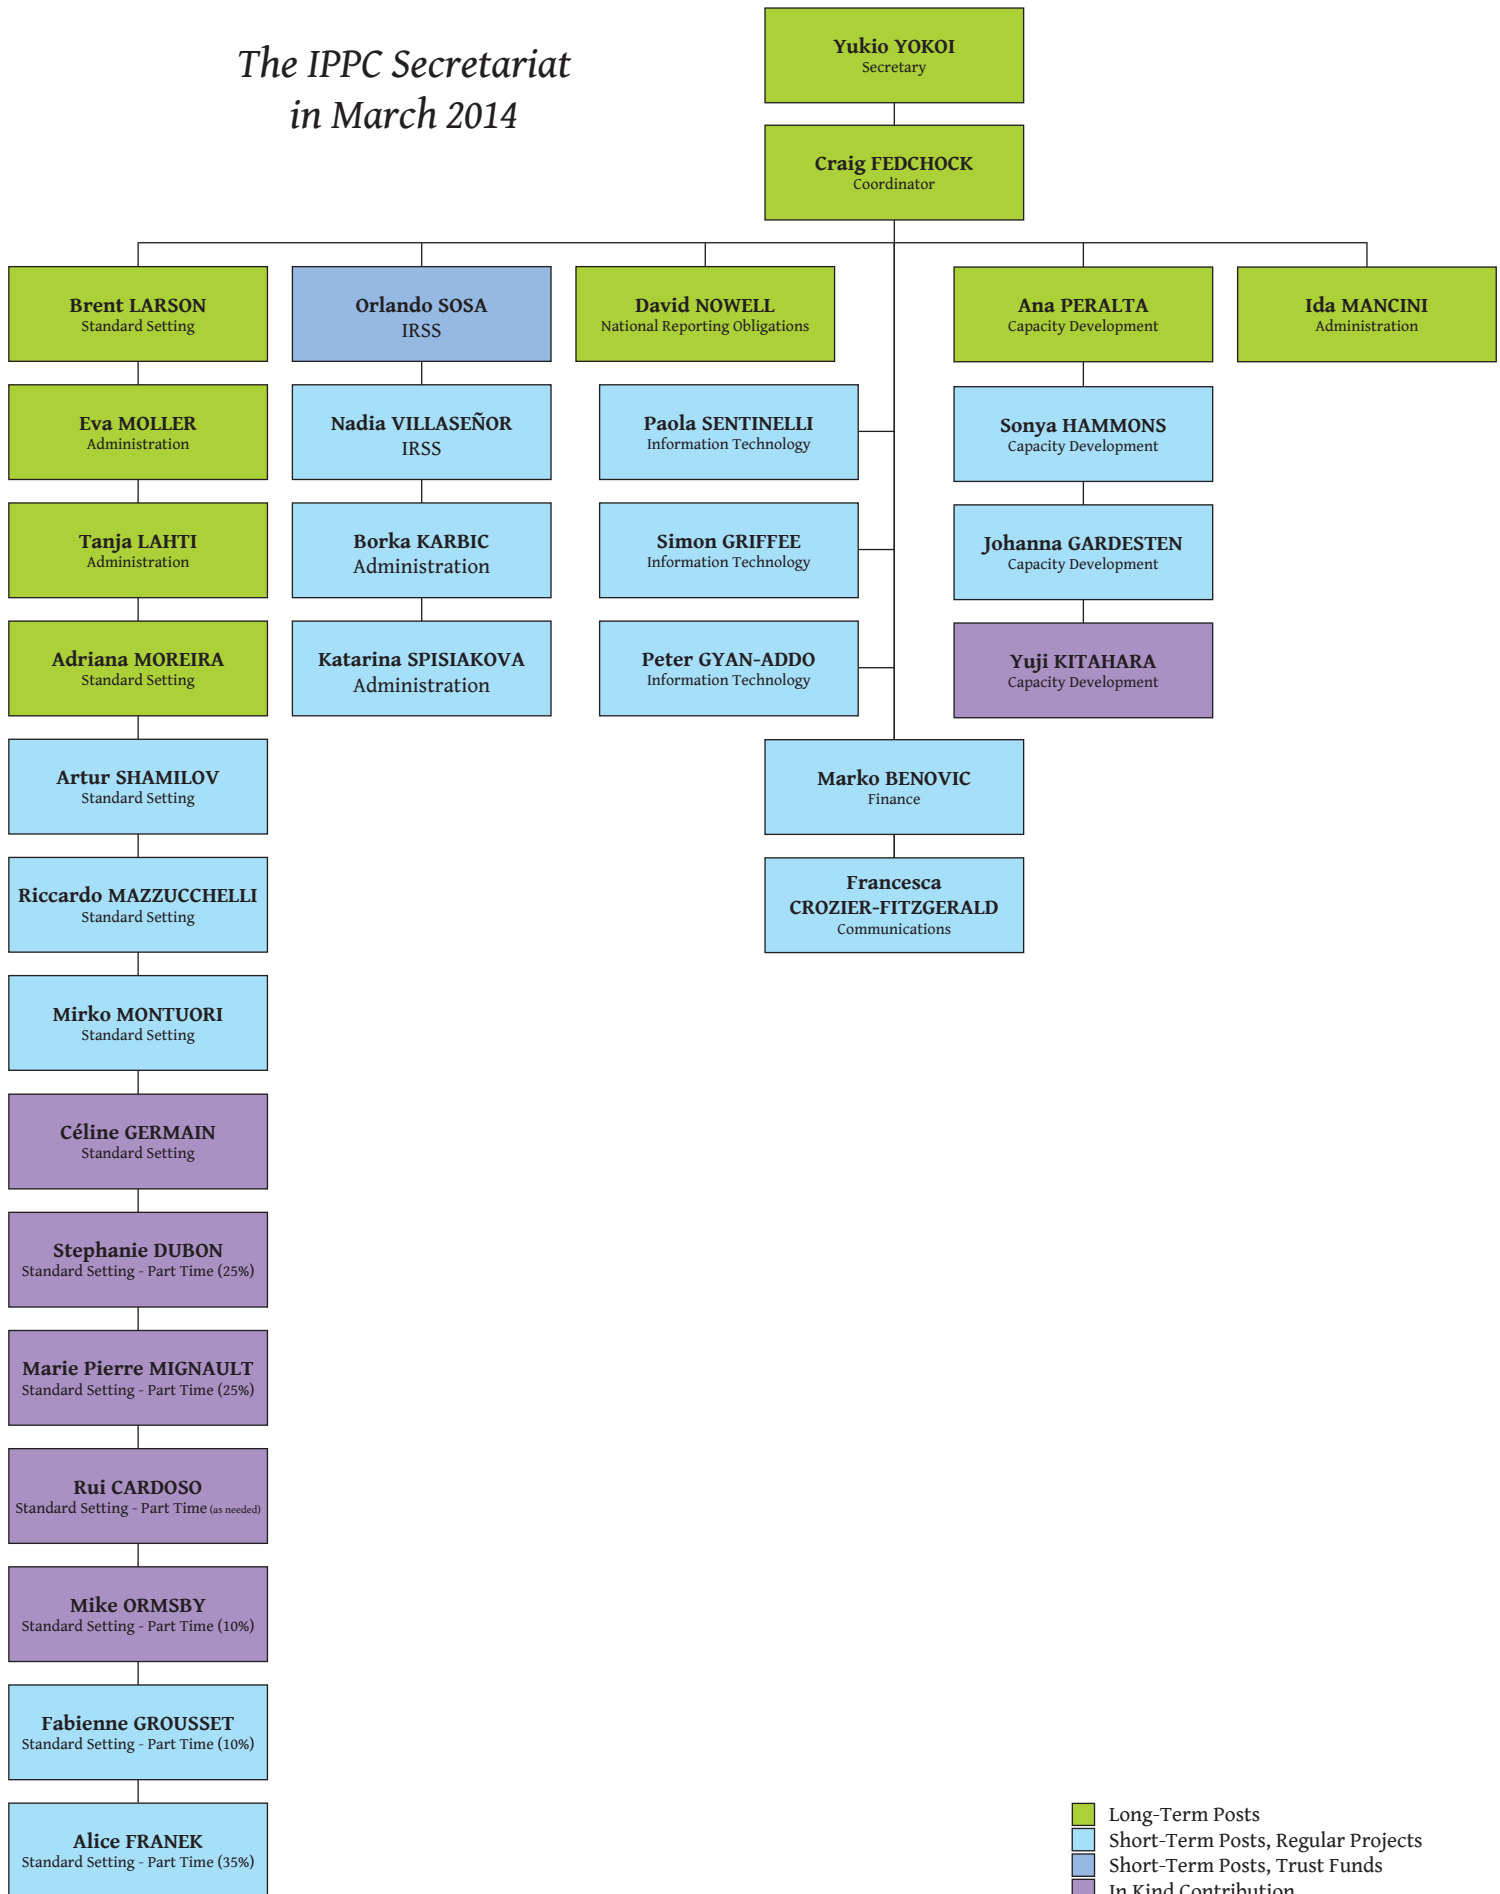 The IPPC Secretariat
in March 2014
Yukio YOKOI
Secretary
Craig FEDCHOCK
Coordinator
Brent LARSON
Standard Setting
Orlando SOSA
IRSS
David NOWELL
National Reporting Obligations
Ana PERALTA
Capacity Development
Ida MANCINI
Administration
Eva MOLLER
Administration
Nadia VILLASEÑOR
IRSS
Paola SENTINELLI
Information Technology
Sonya HAMMONS
Capacity Development
Tanja LAHTI
Administration
Borka KARBIC
Administration
Simon GRIFFEE
Information Technology
Johanna GARDESTEN
Capacity Development
Adriana MOREIRA
Standard Setting
Katarina SPISIAKOVA
Administration
Peter GYAN-ADDO
Information Technology
Yuji KITAHARA
Capacity Development
Artur SHAMILOV
Standard Setting
Marko BENOVIC
Finance
Riccardo MAZZUCCHELLI
Standard Setting
Francesca
CROZIER-FITZGERALD
Communications
Mirko MONTUORI
Standard Setting
Céline GERMAIN
Standard Setting
Stephanie DUBON
Standard Setting - Part Time (25%)
Marie Pierre MIGNAULT
Standard Setting - Part Time (25%)
Rui CARDOSO
Standard Setting - Part Time (as needed)
Mike ORMSBY
Standard Setting - Part Time (10%)
Fabienne GROUSSET
Standard Setting - Part Time (10%)
Alice FRANEK
Standard Setting - Part Time (35%)
Long-Term Posts
Short-Term Posts, Regular Projects
Short-Term Posts, Trust Funds
In Kind Contribution